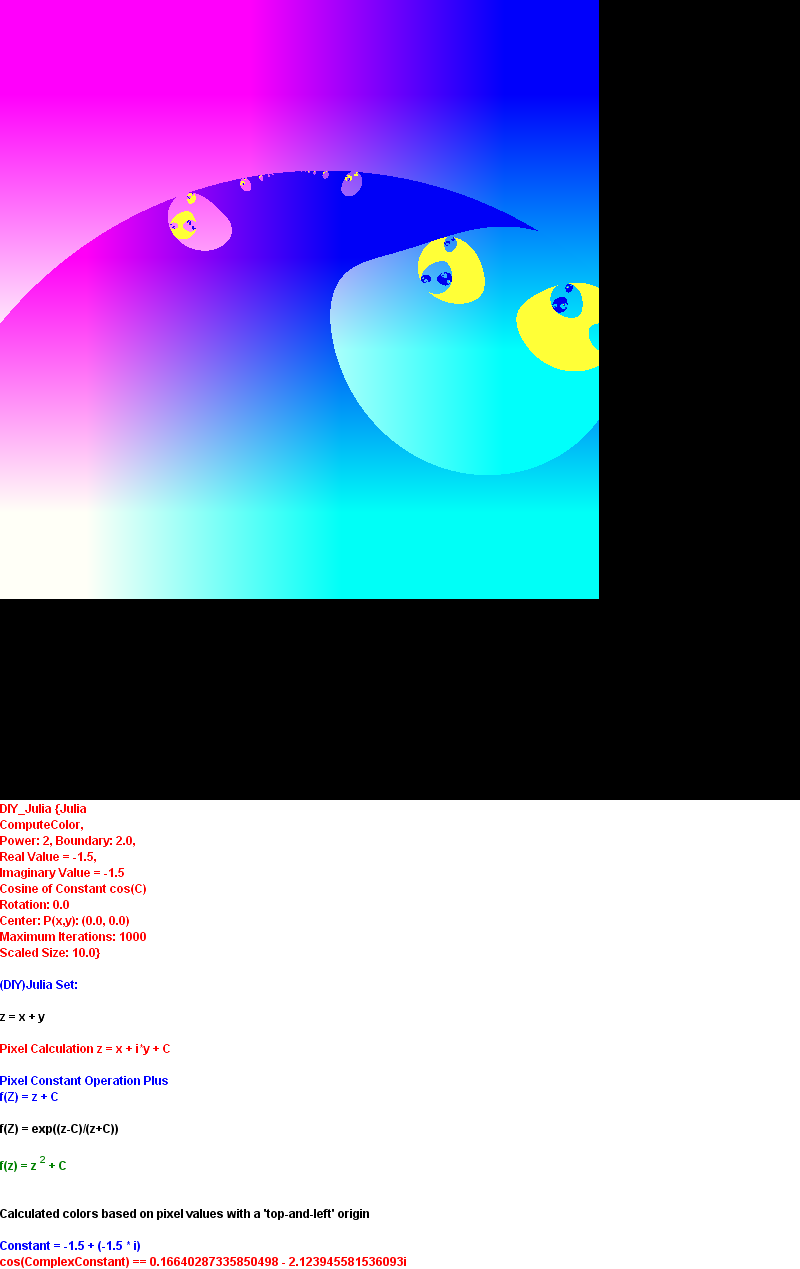 DIY_Julia {Julia
ComputeColor,
Power: 2, Boundary: 2.0,
Real Value = -1.5,
Imaginary Value = -1.5
Cosine of Constant cos(C)
Rotation: 0.0
Center: P(x,y): (0.0, 0.0)
Maximum Iterations: 1000
Scaled Size: 10.0}
(DIY)Julia Set:
z = x + y
Pixel Calculation z = x + i*y + C
Pixel Constant Operation Plus
f(Z) = z + C
f(Z) = exp((z-C)/(z+C))
f(z) = z 2 + C
Calculated colors based on pixel values with a 'top-and-left' origin
Constant = -1.5 + (-1.5 * i)
cos(ComplexConstant) == 0.16640287335850498 - 2.123945581536093i